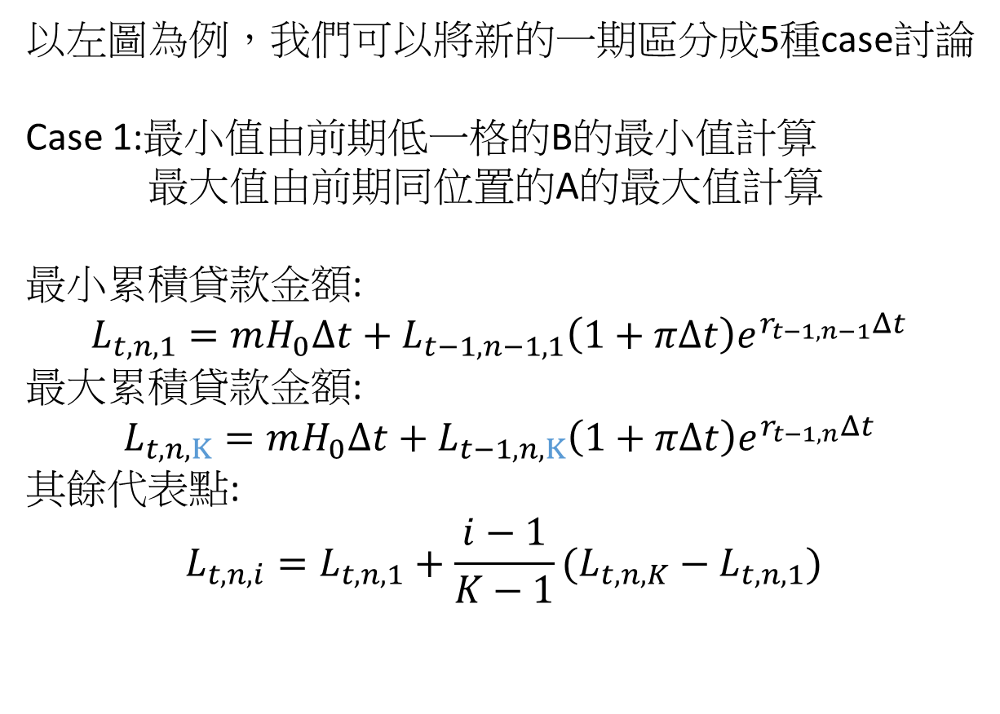 以左圖為例，我們可以將新的一期區分成5種case討論
Case 1:最小值由前期低一格的B的最小值計算
最大值由前期同位置的A的最大值計算
最小累積貸款金額:
$L_{t,n,1} = mH_0\Delta t + L_{t-1,n-1,1}(1 + \pi\Delta t)e^{r_{t-1,n-1}\Delta t}$
最大累積貸款金額:
$L_{t,n,K} = mH_0\Delta t + L_{t-1,n,K}(1 + \pi\Delta t)e^{r_{t-1,n}\Delta t}$
其餘代表點:
$L_{t,n,i} = L_{t,n,1} + \frac{i-1}{K-1}(L_{t,n,K} - L_{t,n,1})$